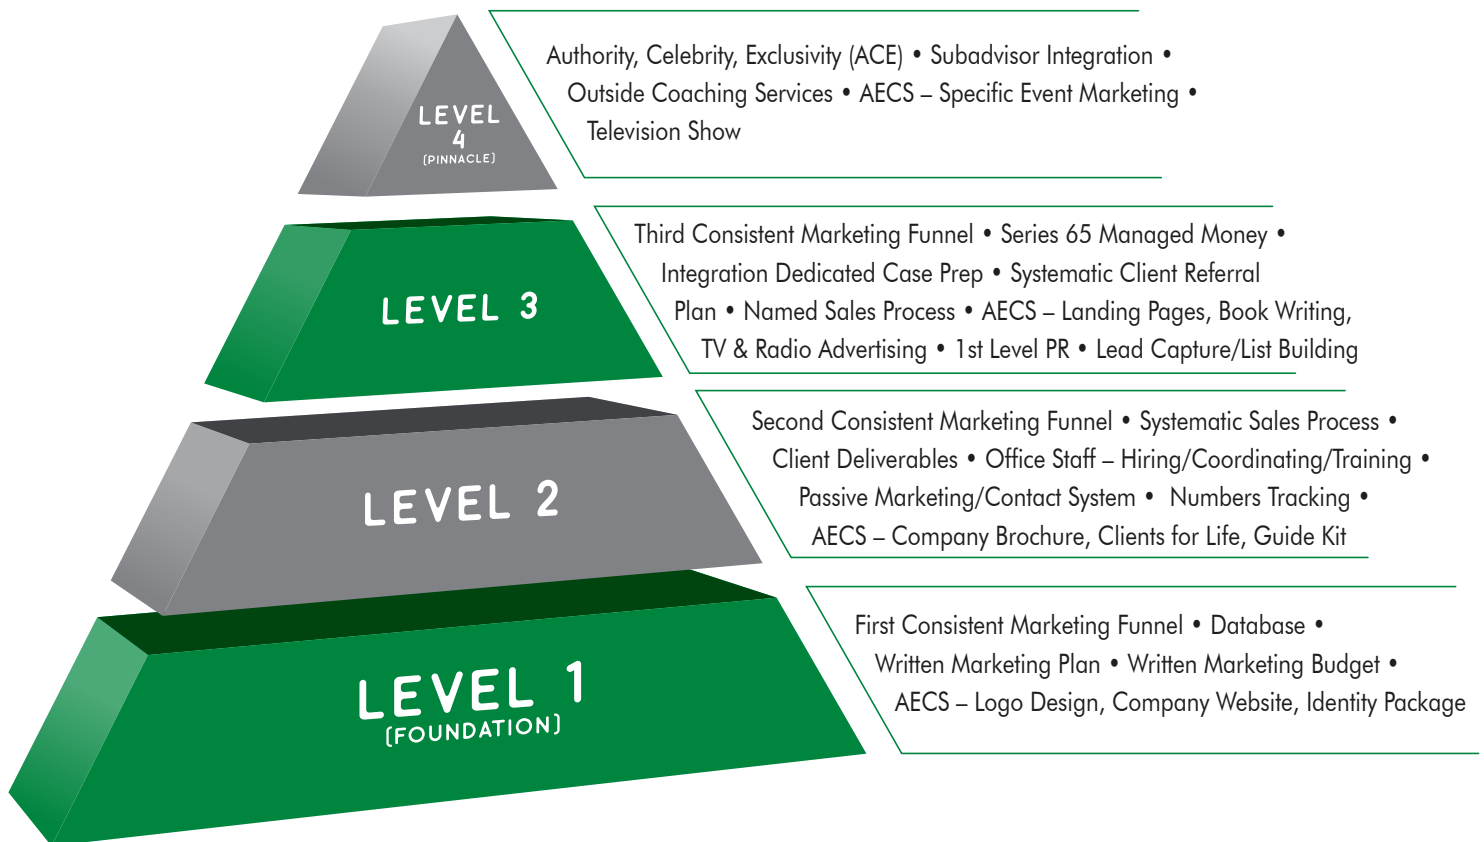 LEVEL
4
(PINNACLE)
Authority, Celebrity, Exclusivity (ACE) • Subadvisor Integration •
Outside Coaching Services • AECS – Specific Event Marketing •
Television Show
LEVEL 3
Third Consistent Marketing Funnel • Series 65 Managed Money •
Integration Dedicated Case Prep • Systematic Client Referral
Plan • Named Sales Process • AECS – Landing Pages, Book Writing,
TV & Radio Advertising • 1st Level PR • Lead Capture/List Building
LEVEL 2
Second Consistent Marketing Funnel • Systematic Sales Process •
Client Deliverables • Office Staff – Hiring/Coordinating/Training •
Passive Marketing/Contact System • Numbers Tracking •
AECS – Company Brochure, Clients for Life, Guide Kit
LEVEL 1
(FOUNDATION)
First Consistent Marketing Funnel • Database •
Written Marketing Plan • Written Marketing Budget •
AECS – Logo Design, Company Website, Identity Package